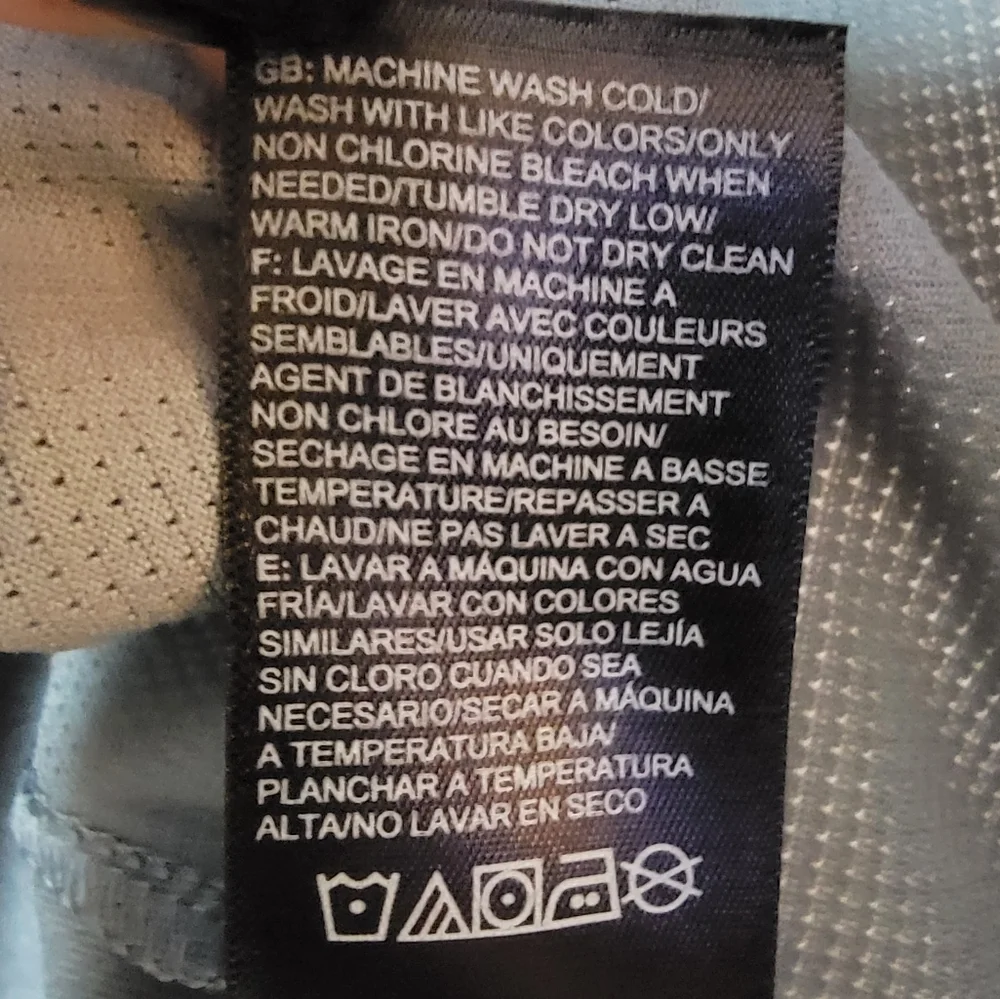 GB: MACHINE WASH COLD/
WASH WITH LIKE COLORS/ONLY
NON CHLORINE BLEACH WHEN
NEEDED/TUMBLE DRY LOW/
WARM IRON/DO NOT DRY CLEAN
F: LAVAGE EN MACHINE A
FROID/LAVER AVEC COULEURS
SEMBLABLES/UNIQUEMENT
AGENT DE BLANCHISSEMENT
NON CHLORE AU BESOIN/
SECHAGE EN MACHINE A BASSE
TEMPERATURE/REPASSER A
CHAUD/NE PAS LAVER A SEC
E: LAVAR A MÁQUINA CON AGUA
FRÍA/LAVAR CON COLORES
SIMILARES/USAR SOLO LEJÍA
SIN CLORO CUANDO SEA
NECESARIO/SECAR A MÁQUINA
A TEMPERATURA BAJA/
PLANCHAR A TEMPERATURA
ALTA/NO LAVAR EN SECO